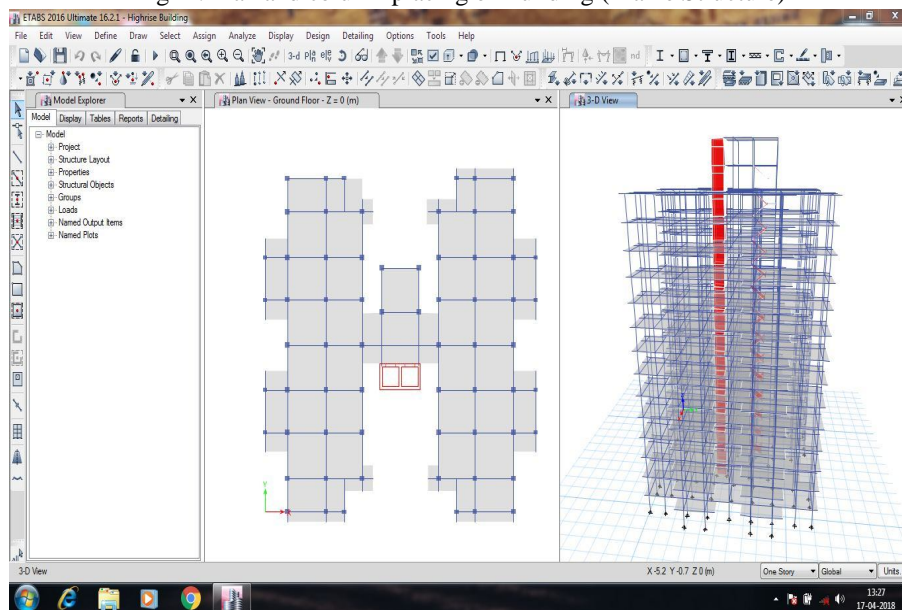 ETABS 2016 Ultimate 16.2.1 - Highrise Building
File Edit View Define Draw Select Assign Analyze Display Design Detailing Options Tools Help
3-d
nd
Model Explorer
Plan View - Ground Floor - Z = 0 (m)
3-D View
Model Display Tables Reports Detailing
Model
Project
Structure Layout
Properties
Structural Objects
Groups
Loads
Named Output Items
Named Plots
Y
X
3-D View
X -5.2 Y -0.7 Z 0 (m)
One Story
Global
Units
13:27
17-04-2018